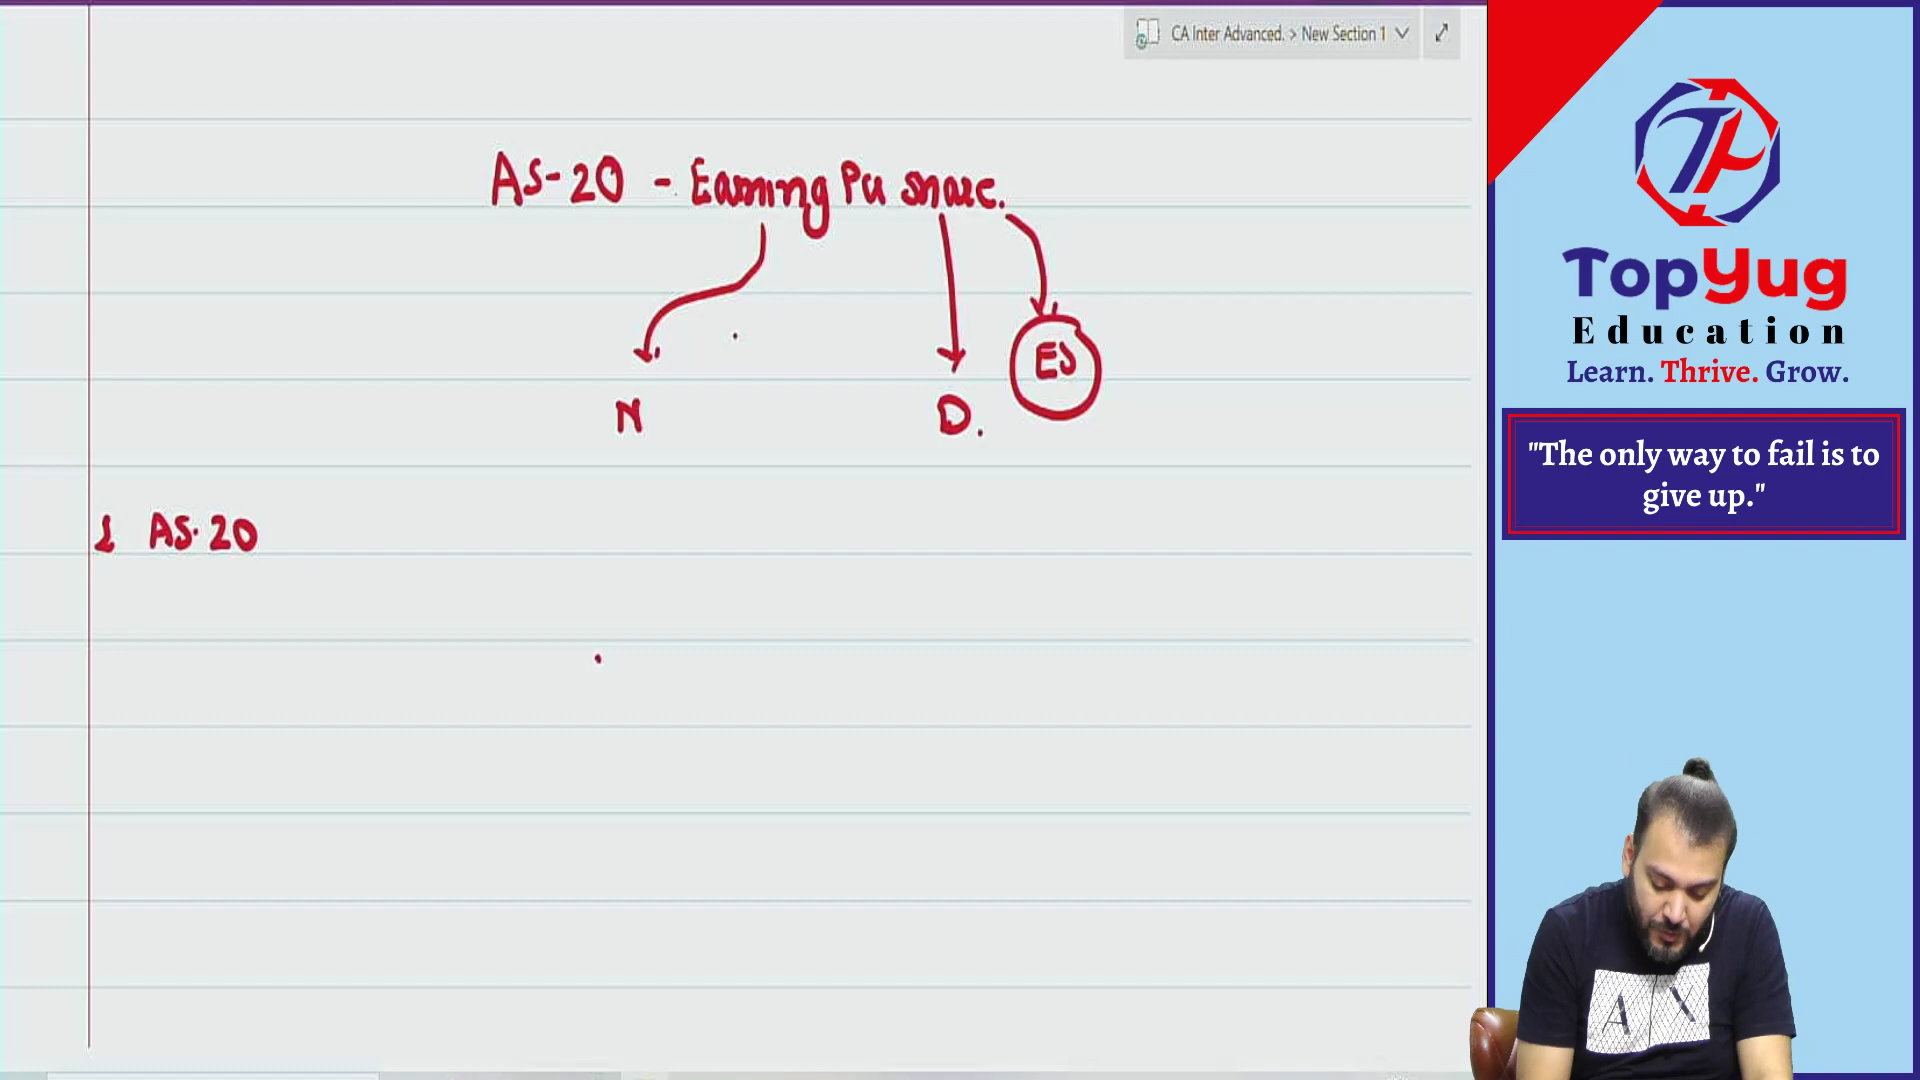 CA Inter Advanced. > New Section 1
AS-20 - Earning Per share.
ES
N
D.
1 AS.20
TopYug
Education
Learn. Thrive. Grow.
"The only way to fail is to
give up."
A X